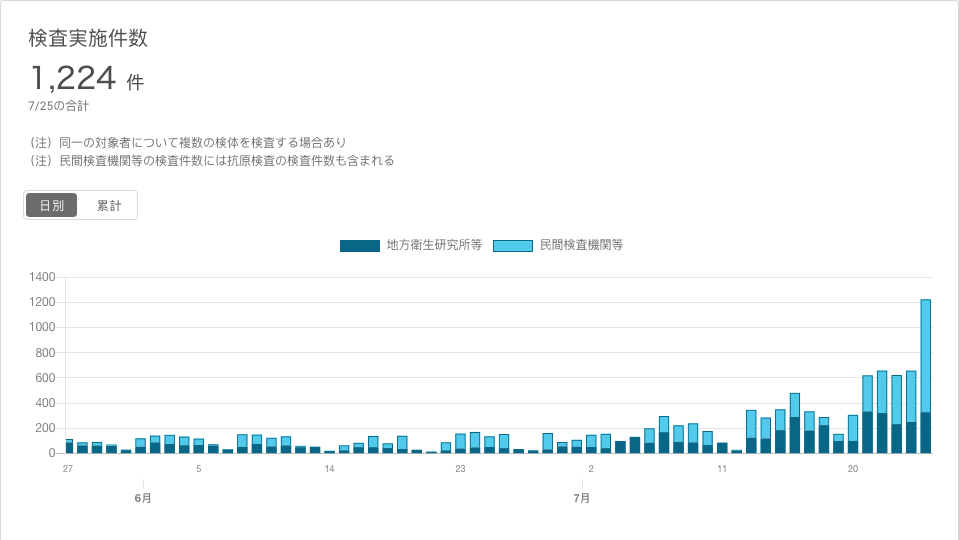 検査実施件数
1,224 件
7/25の合計
（注）同一の対象者について複数の検体を検査する場合あり
（注）民間検査機関等の検査件数には抗原検査の検査件数も含まれる
日別 累計
地方衛生研究所等 民間検査機関等
1400
1200
1000
800
600
400
200
0
27 5 14 23 2 11 20
6月 7月